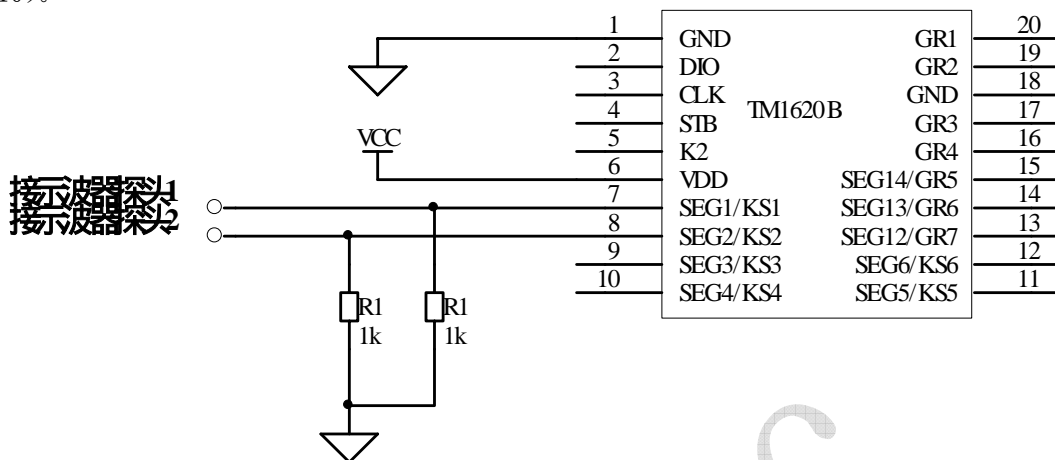 1 GND GR1 20
2 DIO GR2 19
3 CLK GND 18
TM1620B
4 STB GR3 17
VCC
5 K2 GR4 16
6 VDD SEG14/GR5 15
接示波器探头1
7 SEG1/KS1 SEG13/GR6 14
接示波器探头2
8 SEG2/KS2 SEG12/GR7 13
9 SEG3/KS3 SEG6/KS6 12
10 SEG4/KS4 SEG5/KS5 11
R1 R1
1k 1k